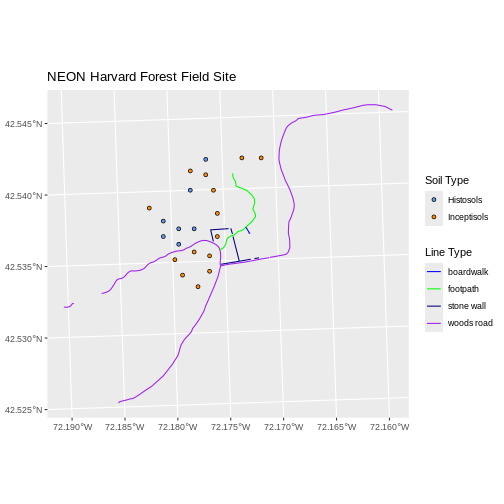 NEON Harvard Forest Field Site
42.545°N
42.540°N
42.535°N
42.530°N
42.525°N
72.190°W 72.185°W 72.180°W 72.175°W 72.170°W 72.165°W 72.160°W
Soil Type
Histosols
Inceptisols
Line Type
boardwalk
footpath
stone wall
woods road